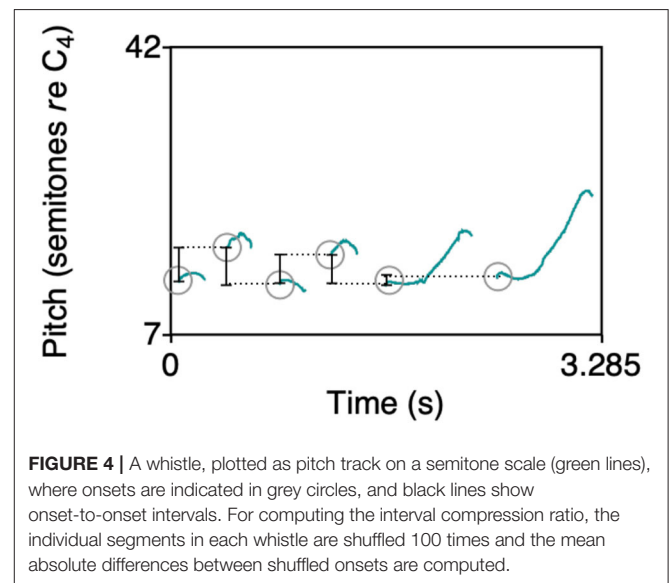 42
Pitch (semitones re C4)
7
0
3.285
Time (s)
FIGURE 4 | A whistle, plotted as pitch track on a semitone scale (green lines),
where onsets are indicated in grey circles, and black lines show
onset-to-onset intervals. For computing the interval compression ratio, the
individual segments in each whistle are shuffled 100 times and the mean
absolute differences between shuffled onsets are computed.